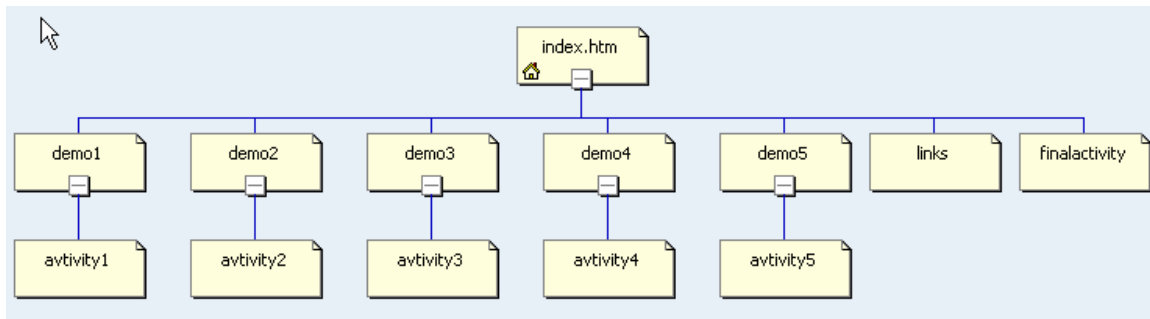 index.htm
demo1
demo2
demo3
demo4
demo5
links
finalactivity
avtivity1
avtivity2
avtivity3
avtivity4
avtivity5